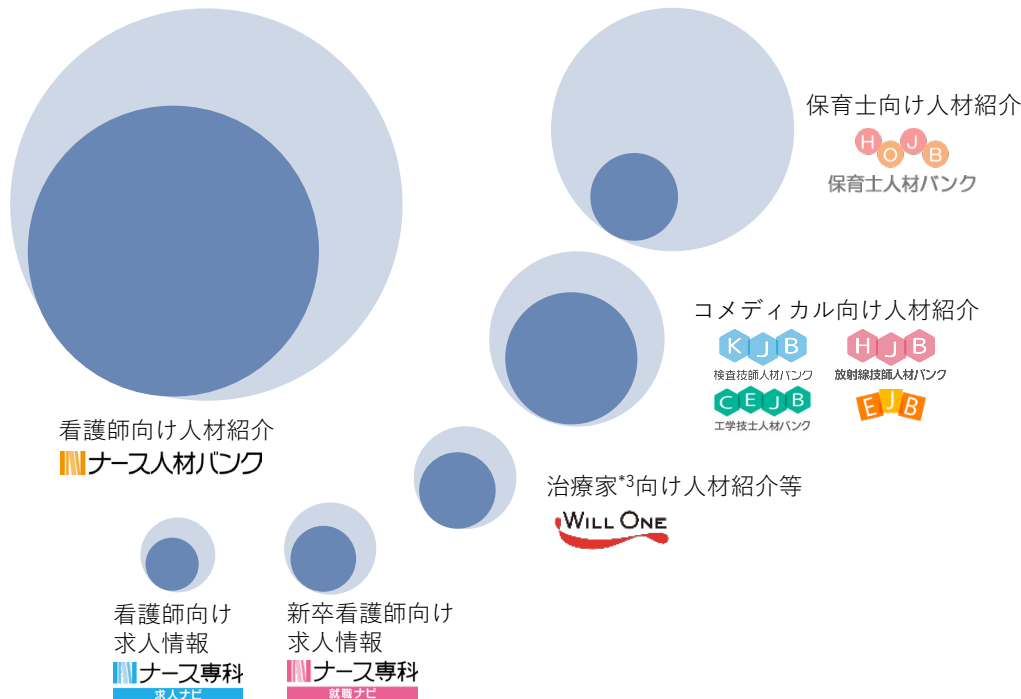 保育士向け人材紹介
HOJB
保育士人材バンク
コメディカル向け人材紹介
KJB
検査技師人材バンク
HJB
放射線技師人材バンク
CEJB
工学技士人材バンク
EJB
看護師向け人材紹介
ナース人材バンク
治療家*3向け人材紹介等
WILL ONE
看護師向け
求人情報
ナース専科
求人ナビ
新卒看護師向け
求人情報
ナース専科
就職ナビ